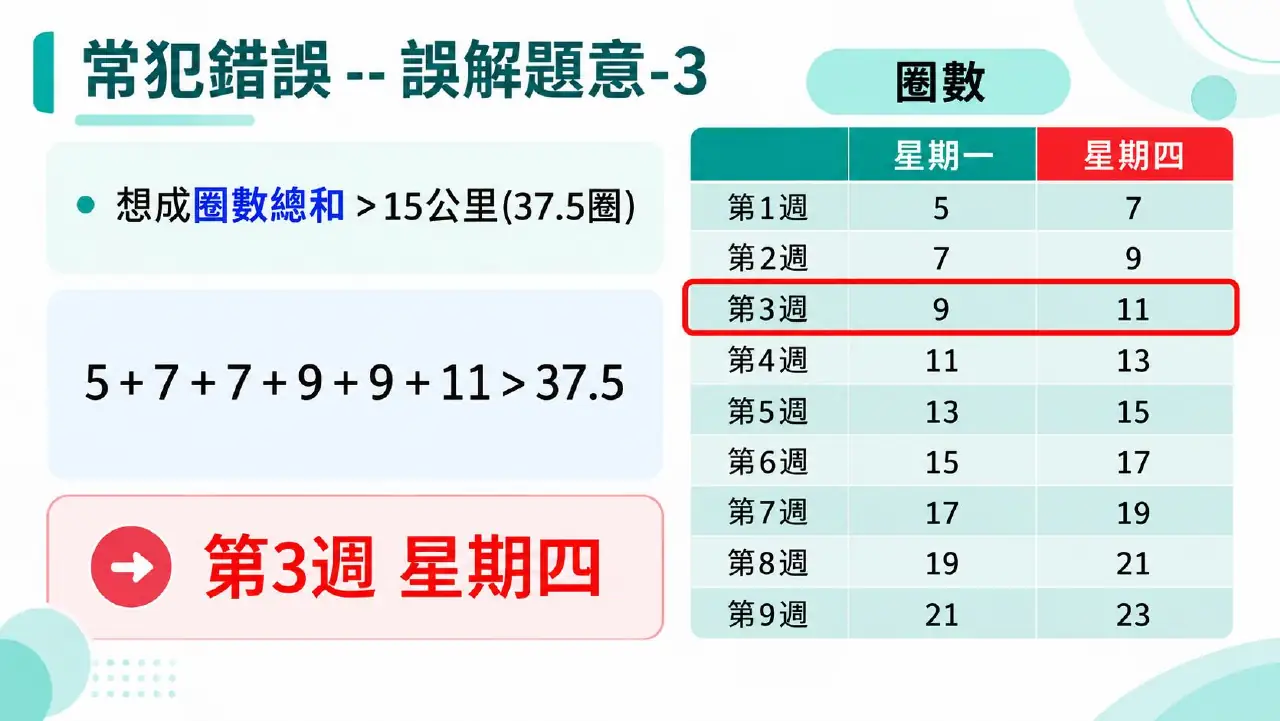 常犯錯誤 -- 誤解題意-3
想成圈數總和 > 15公里(37.5圈)
5 + 7 + 7 + 9 + 9 + 11 > 37.5
第3週 星期四
圈數
星期一 星期四
第1週 5 7
第2週 7 9
第3週 9 11
第4週 11 13
第5週 13 15
第6週 15 17
第7週 17 19
第8週 19 21
第9週 21 23